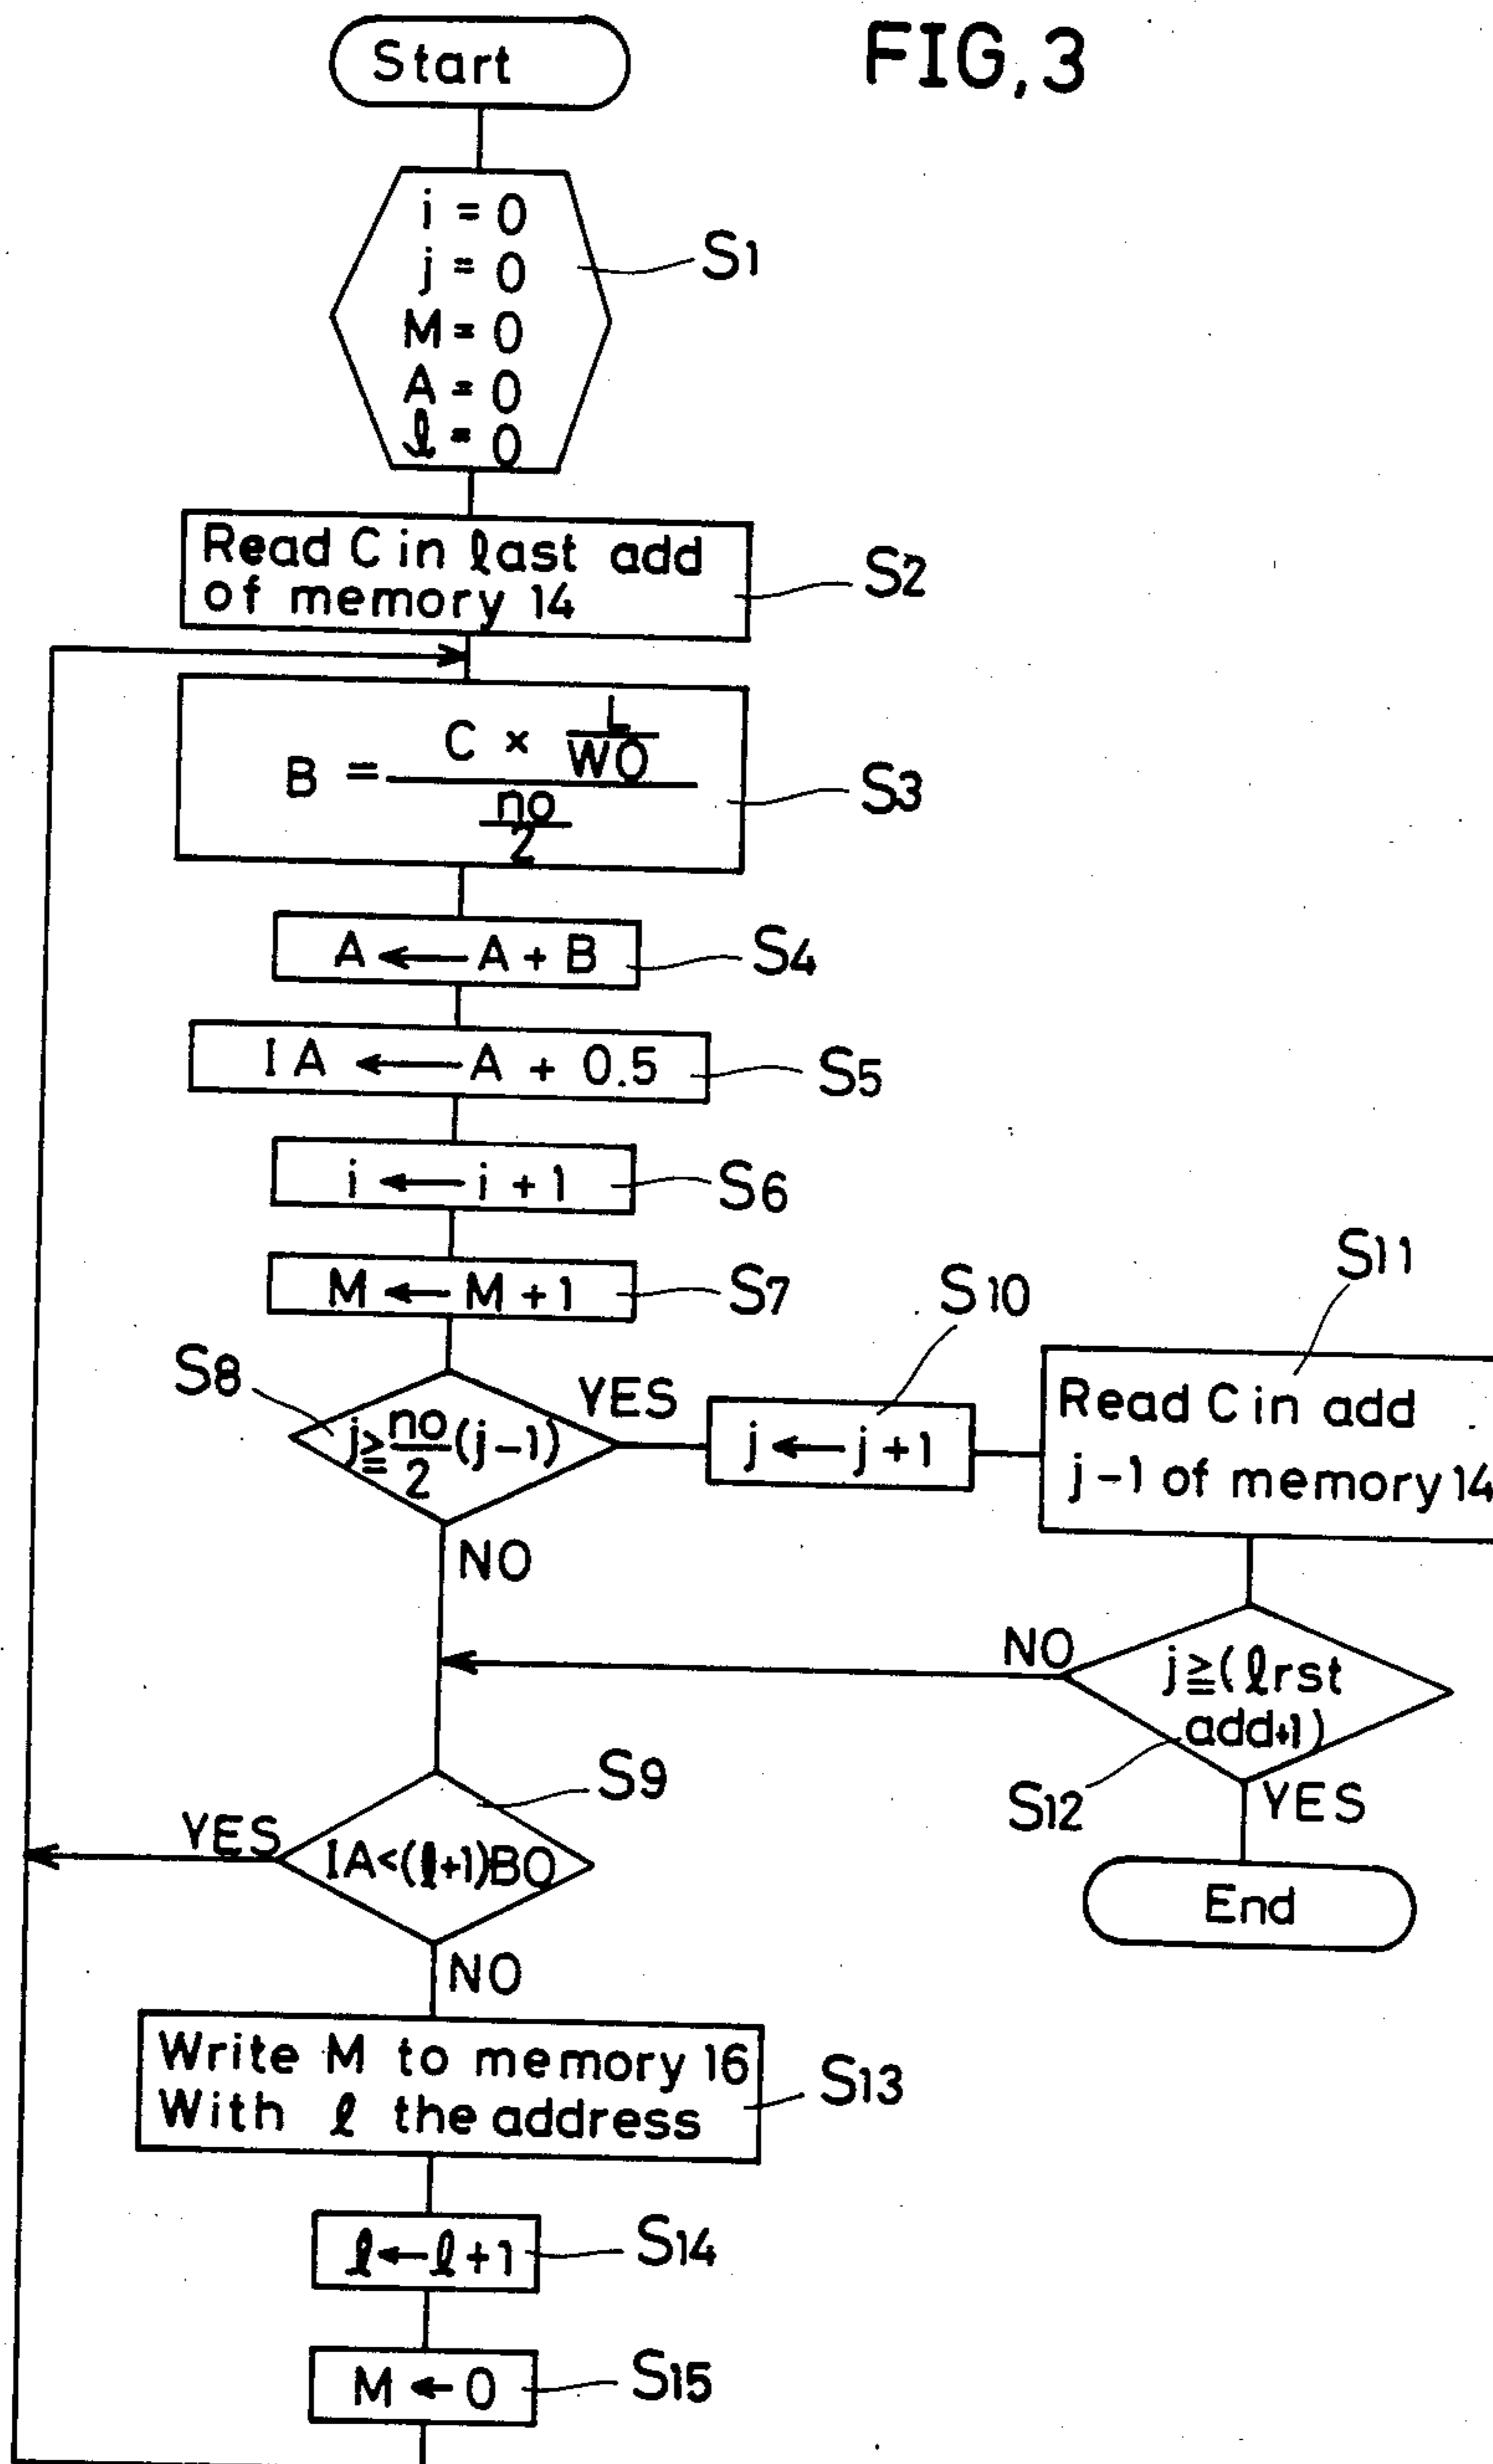 FIG,3
Start
i = 0
j = 0
M = 0
A = 0
ℓ = 0
S1
Read C in last add
of memory 14
S2
B = (C × L/WO) / (no/2)
S3
A ← A + B
S4
IA ← A + 0.5
S5
i ← i + 1
S6
M ← M + 1
S7
S8
j ≧ no/2 (j-1)
YES
NO
S10
j ← j + 1
S11
Read C in add
j-1 of memory 14
NO
j ≧ (ℓrst
add+1)
S12
YES
End
S9
YES
IA<(ℓ+1)BO
NO
Write M to memory 16
With ℓ the address
S13
ℓ ← ℓ + 1
S14
M ← 0
S15